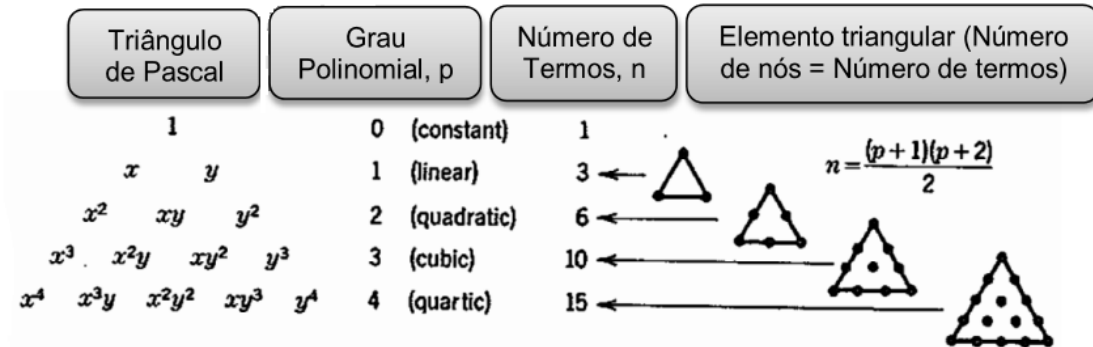 Triângulo
de Pascal
Grau
Polinomial, p
Número de
Termos, n
Elemento triangular (Número
de nós = Número de termos)
1 0 (constant) 1
x y 1 (linear) 3
n = (p+1)(p+2)/2
x² xy y² 2 (quadratic) 6
x³ x²y xy² y³ 3 (cubic) 10
x⁴ x³y x²y² xy³ y⁴ 4 (quartic) 15